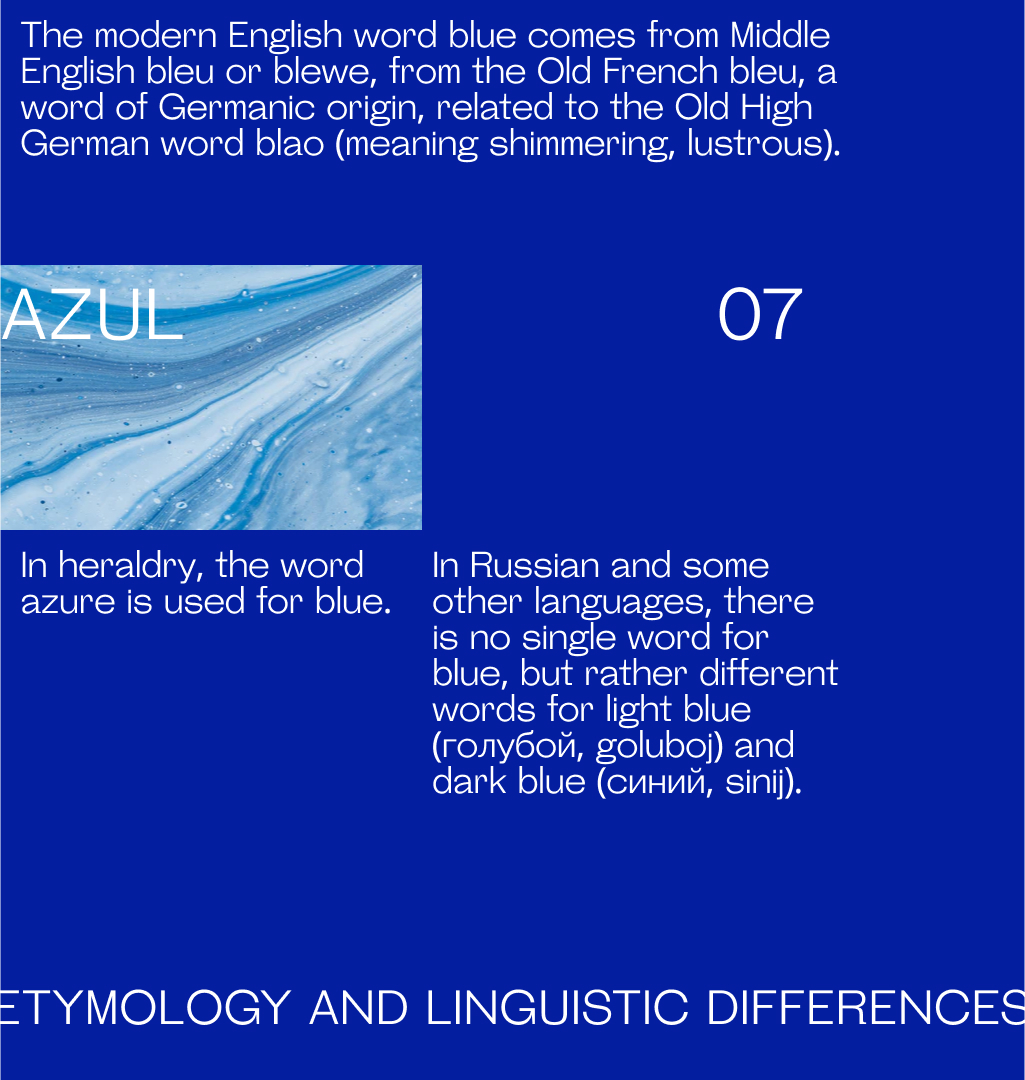 The modern English word blue comes from Middle
English bleu or blewe, from the Old French bleu, a
word of Germanic origin, related to the Old High
German word blao (meaning shimmering, lustrous).
AZUL
07
In heraldry, the word
azure is used for blue.
In Russian and some
other languages, there
is no single word for
blue, but rather different
words for light blue
(голубой, goluboj) and
dark blue (синий, sinij).
ETYMOLOGY AND LINGUISTIC DIFFERENCES